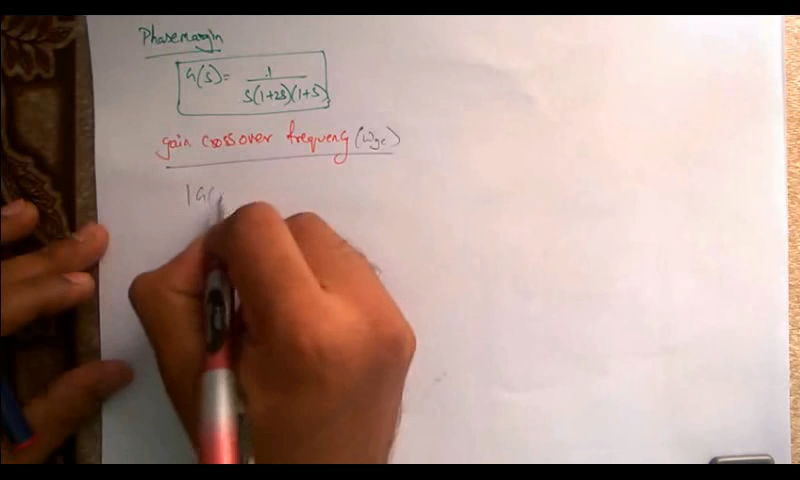 Phasemargin
G(s) = 1
s(1+2s)(1+s)
gain crossover frequency (ωgc)
|G(